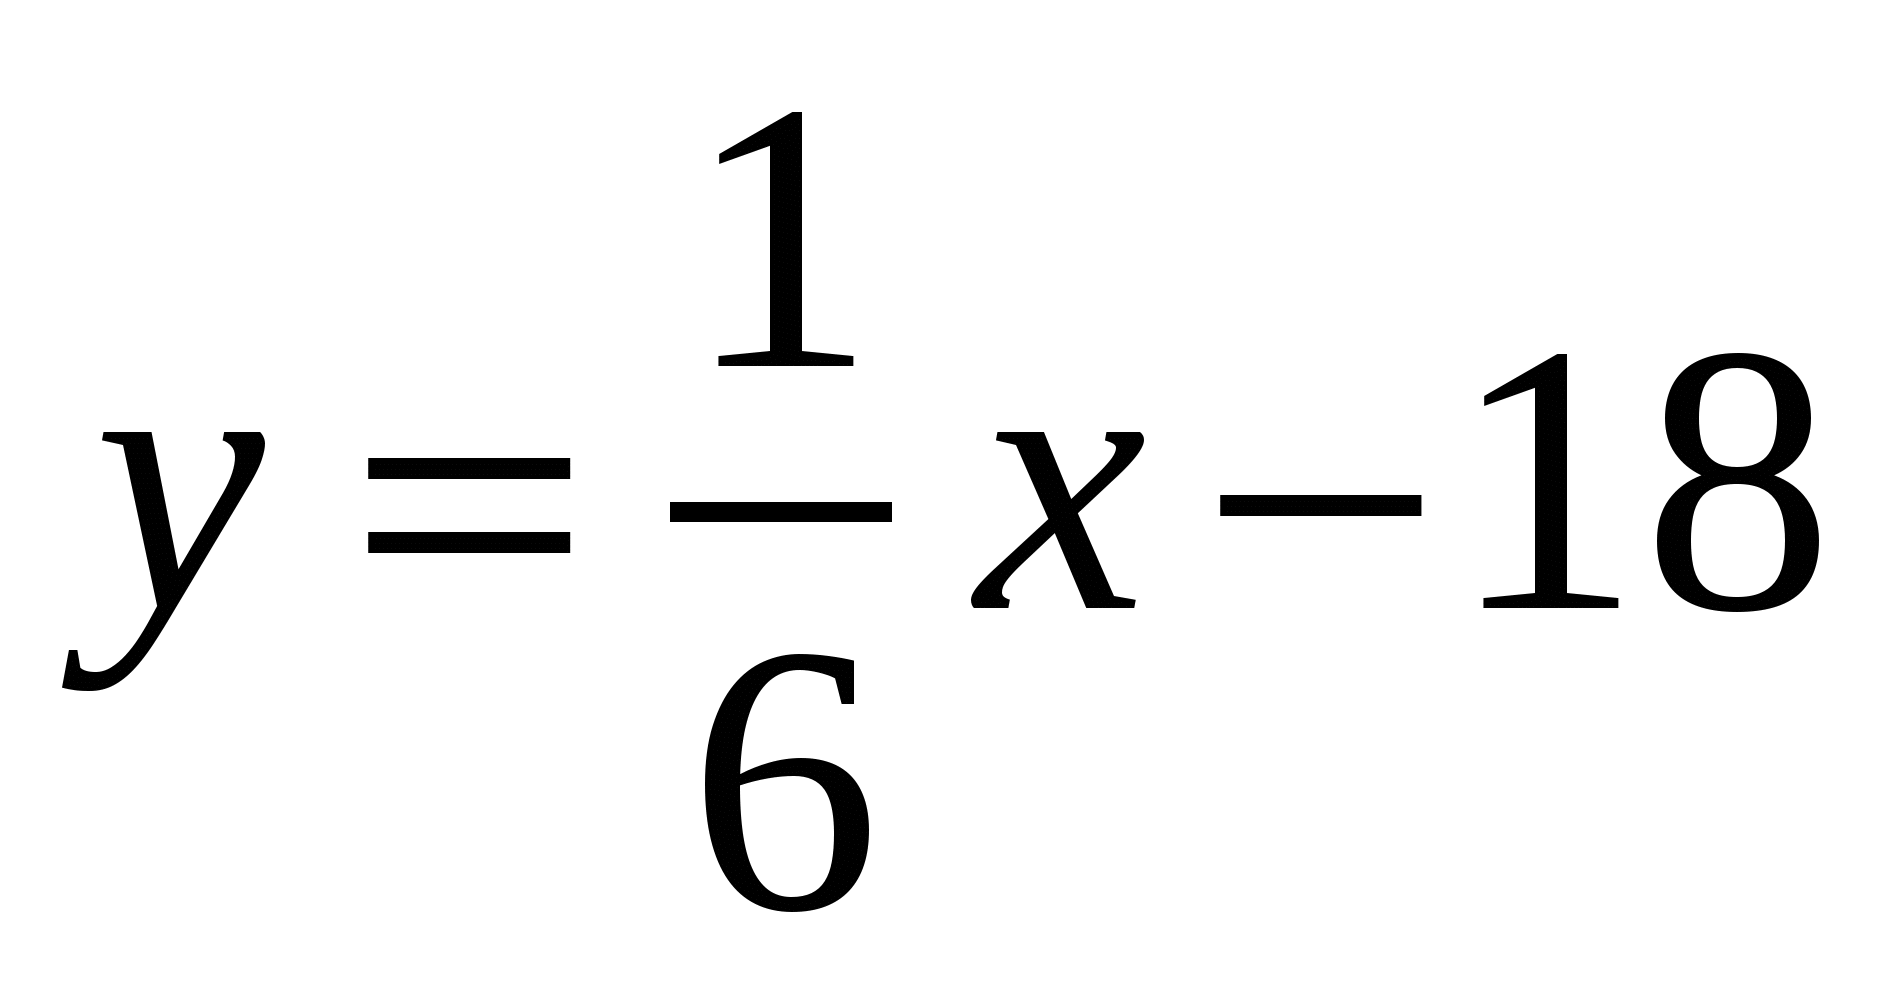 y = 1/6 x − 18